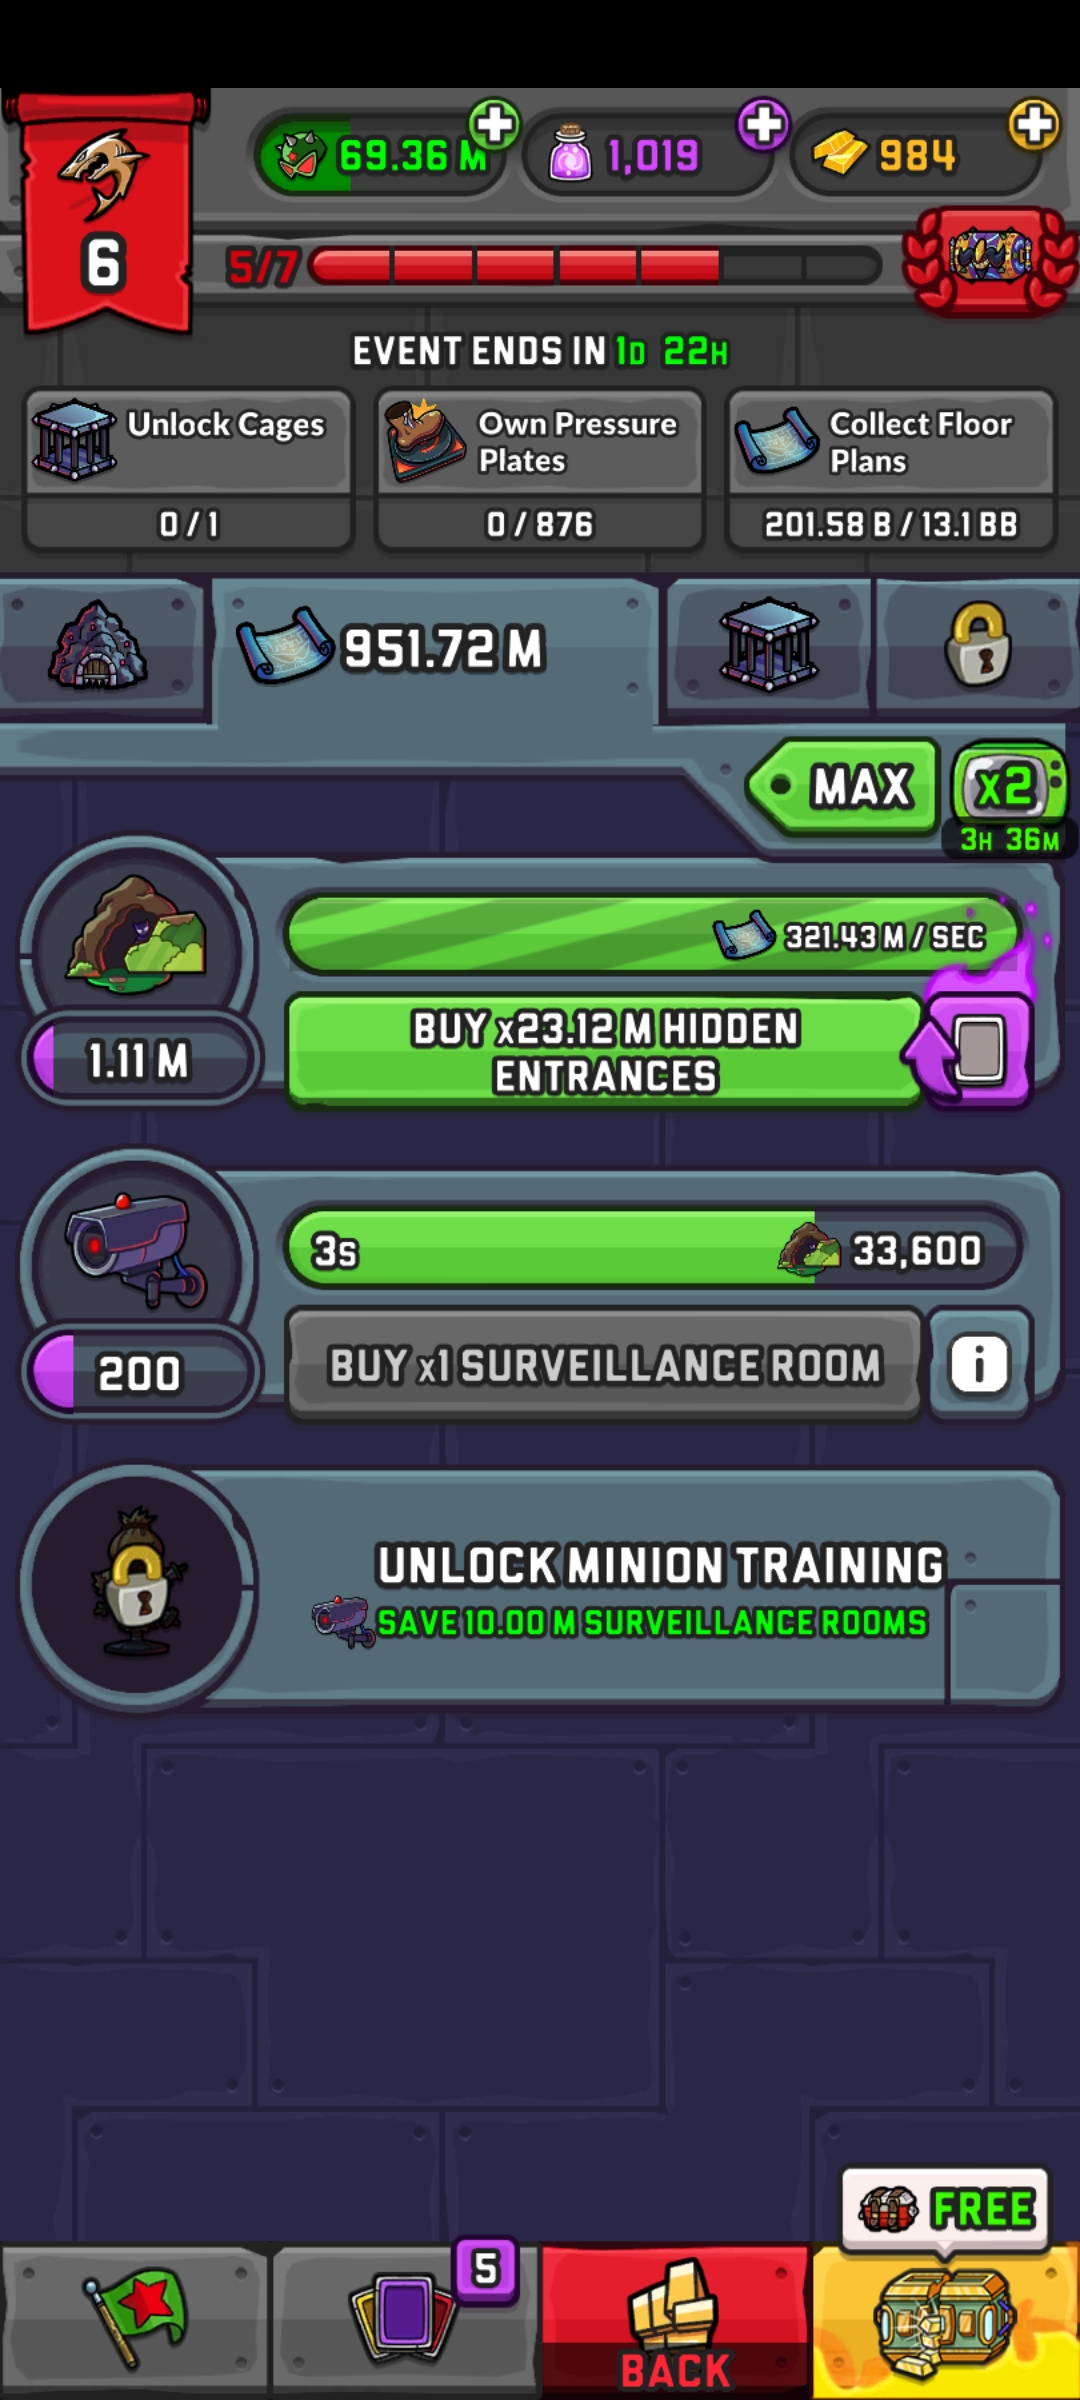 69.36 M
1,019
984
6
5/7
EVENT ENDS IN 1D 22H
Unlock Cages
0 / 1
Own Pressure
Plates
0 / 876
Collect Floor
Plans
201.58 B / 13.1 BB
951.72 M
MAX
x2
3H 36M
321.43 M / SEC
1.11 M
BUY x23.12 M HIDDEN
ENTRANCES
3s
33,600
200
BUY x1 SURVEILLANCE ROOM
i
UNLOCK MINION TRAINING
SAVE 10.00 M SURVEILLANCE ROOMS
FREE
5
BACK